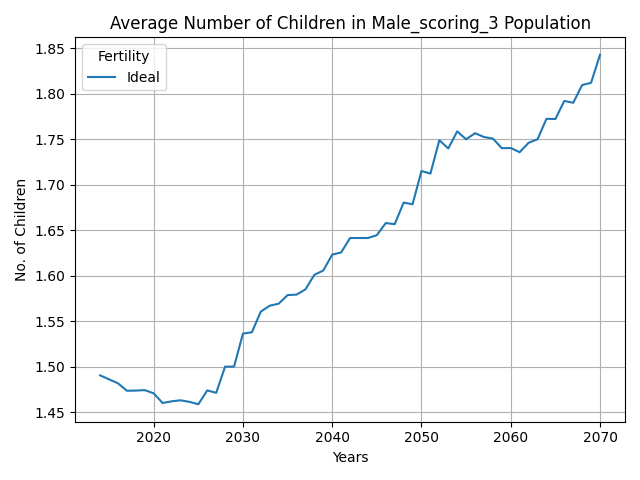 Average Number of Children in Male_scoring_3 Population
Fertility
Ideal
1.85
1.80
1.75
1.70
1.65
1.60
1.55
1.50
1.45
No. of Children
2020 2030 2040 2050 2060 2070
Years